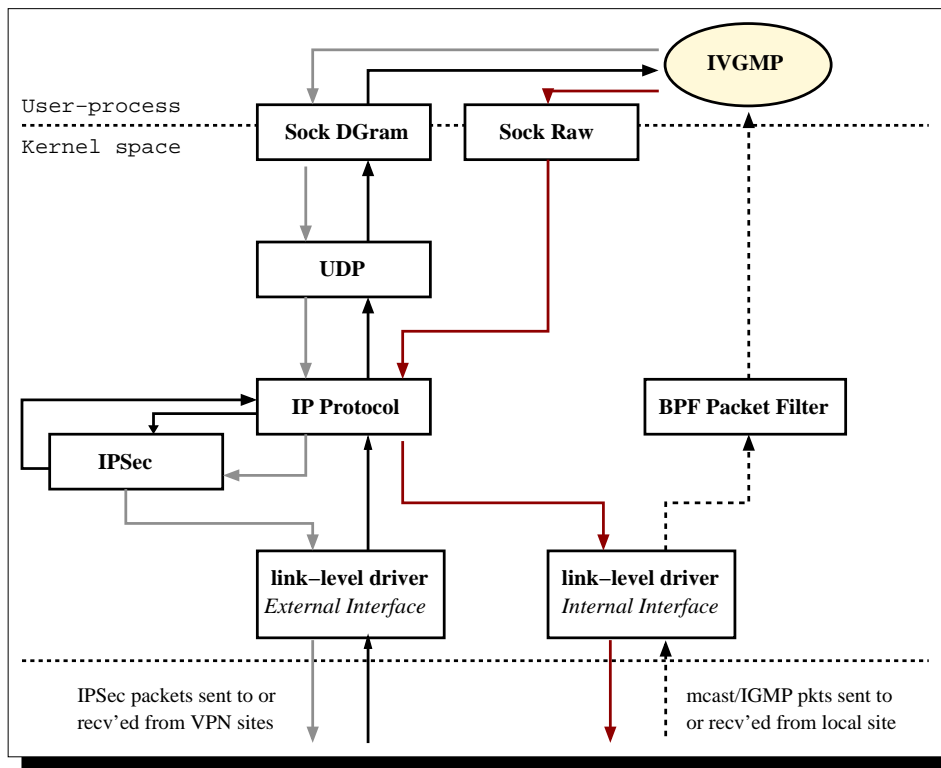 IVGMP
User−process
Sock DGram
Sock Raw
Kernel space
UDP
IP Protocol
BPF Packet Filter
IPSec
link−level driver
External Interface
link−level driver
Internal Interface
IPSec packets sent to or
recv'ed from VPN sites
mcast/IGMP pkts sent to
or recv'ed from local site